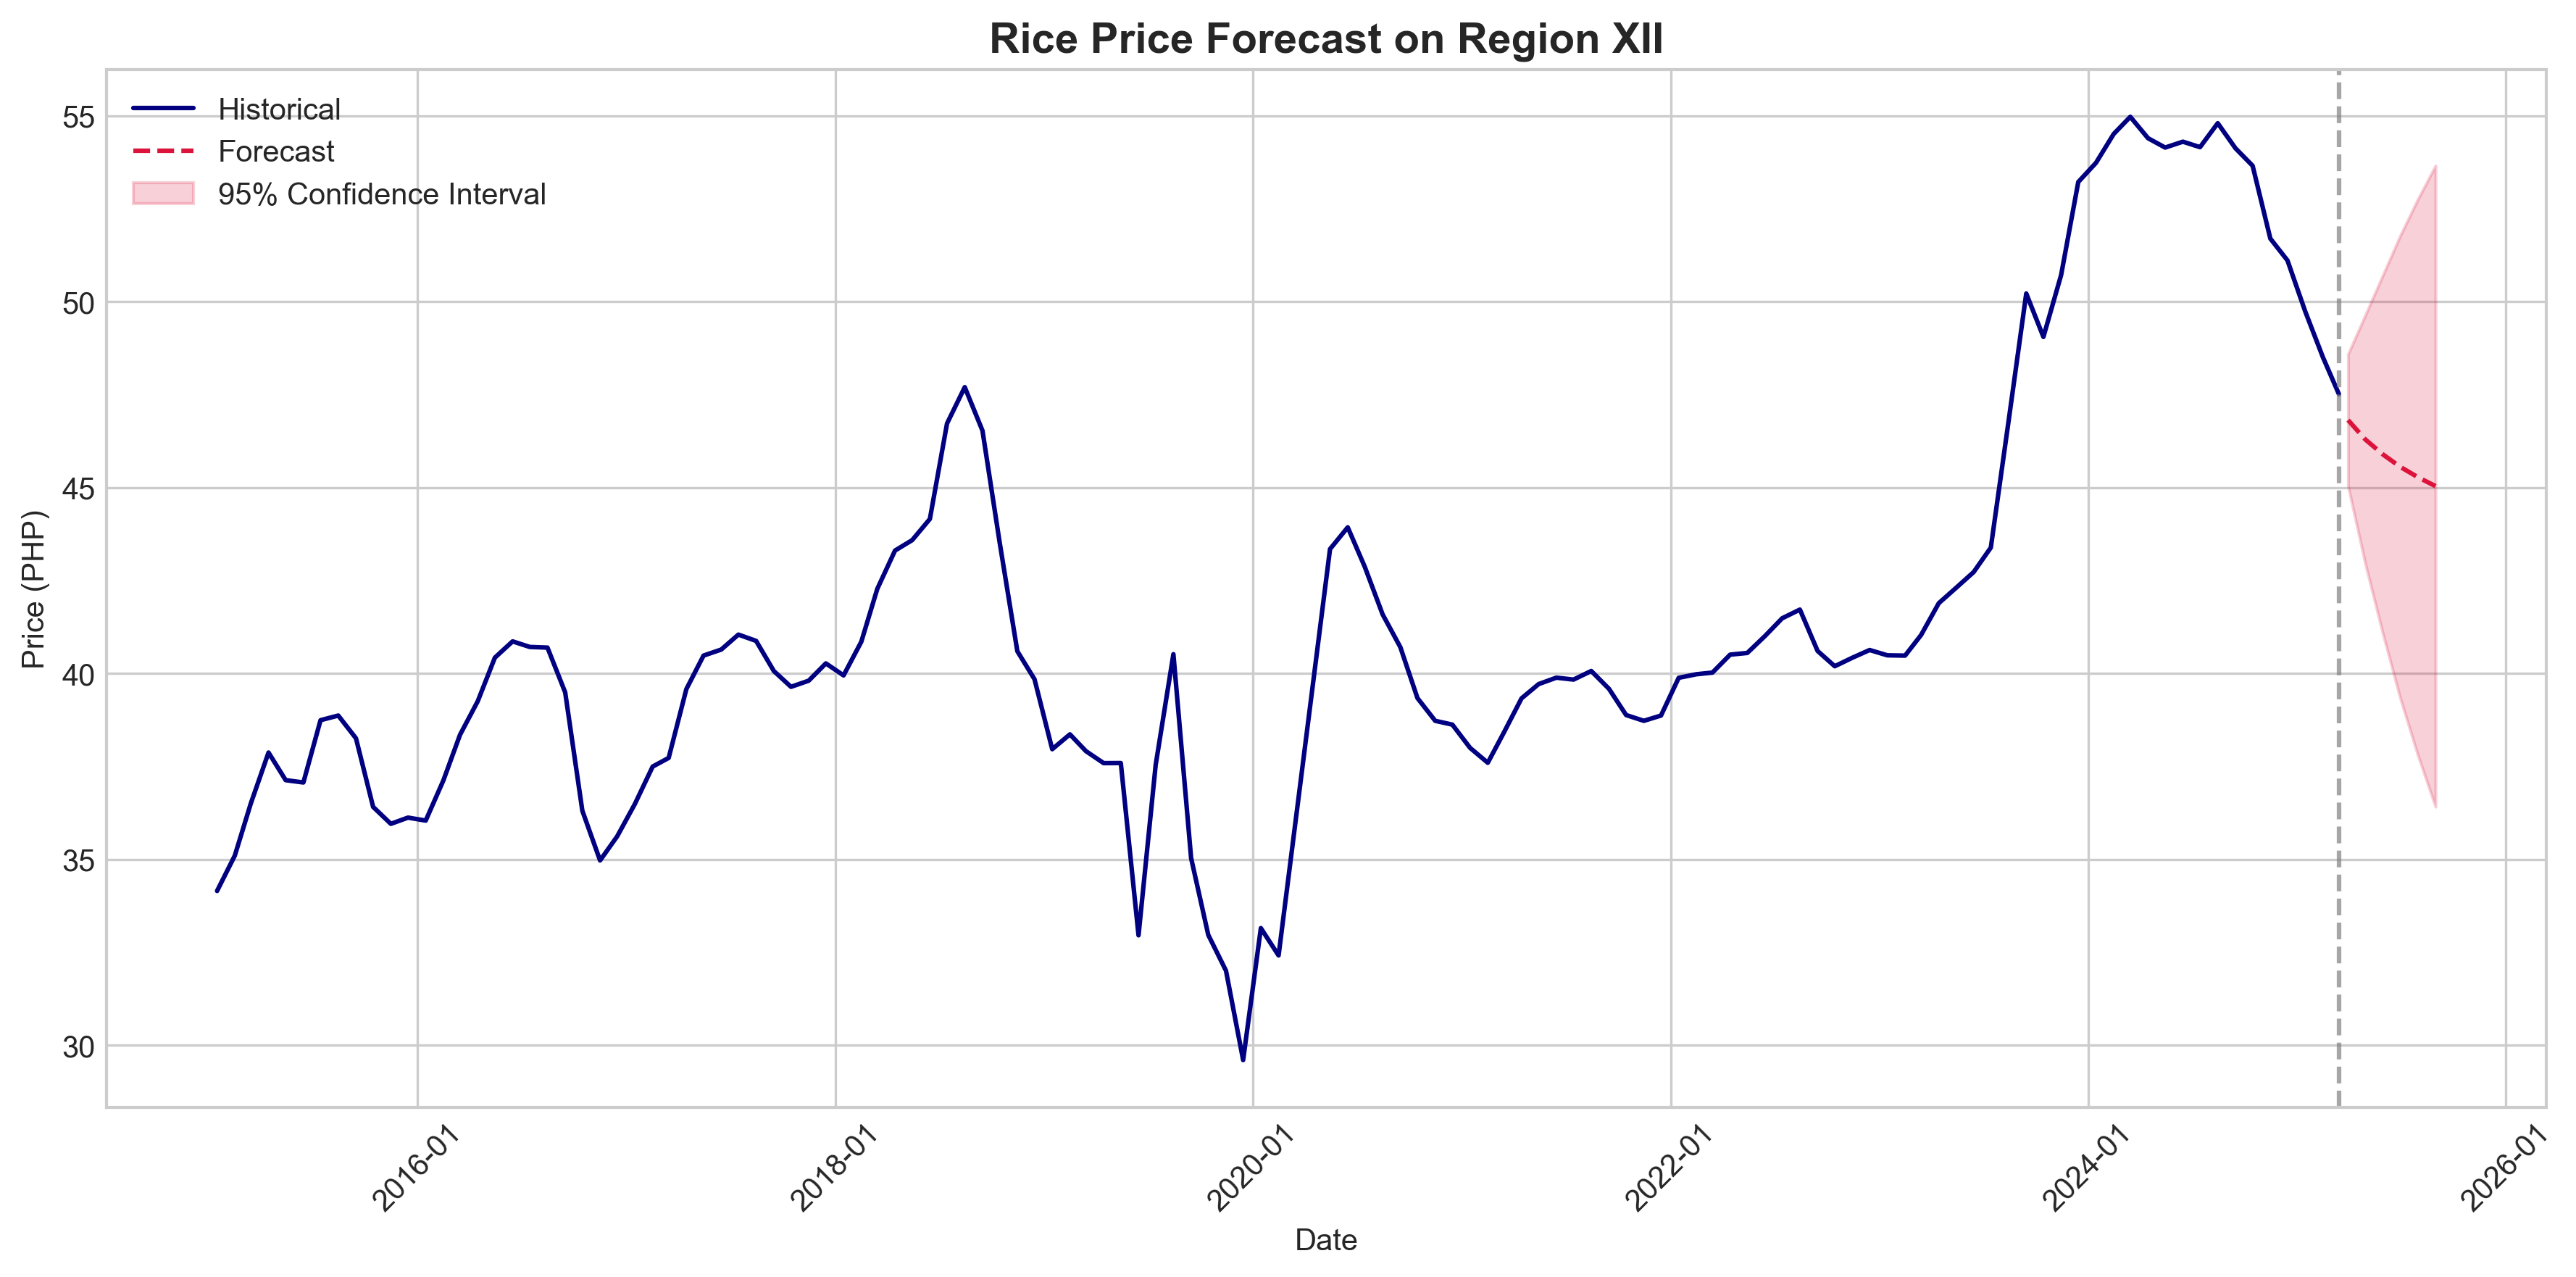 Rice Price Forecast on Region XII
Historical
Forecast
95% Confidence Interval
Price (PHP)
55
50
45
40
35
30
2016-01
2018-01
2020-01
2022-01
2024-01
2026-01
Date